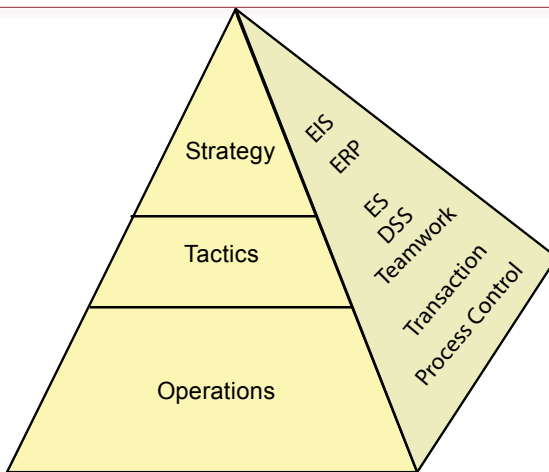 Strategy
Tactics
Operations
EIS
ERP
ES
DSS
Teamwork
Transaction
Process Control